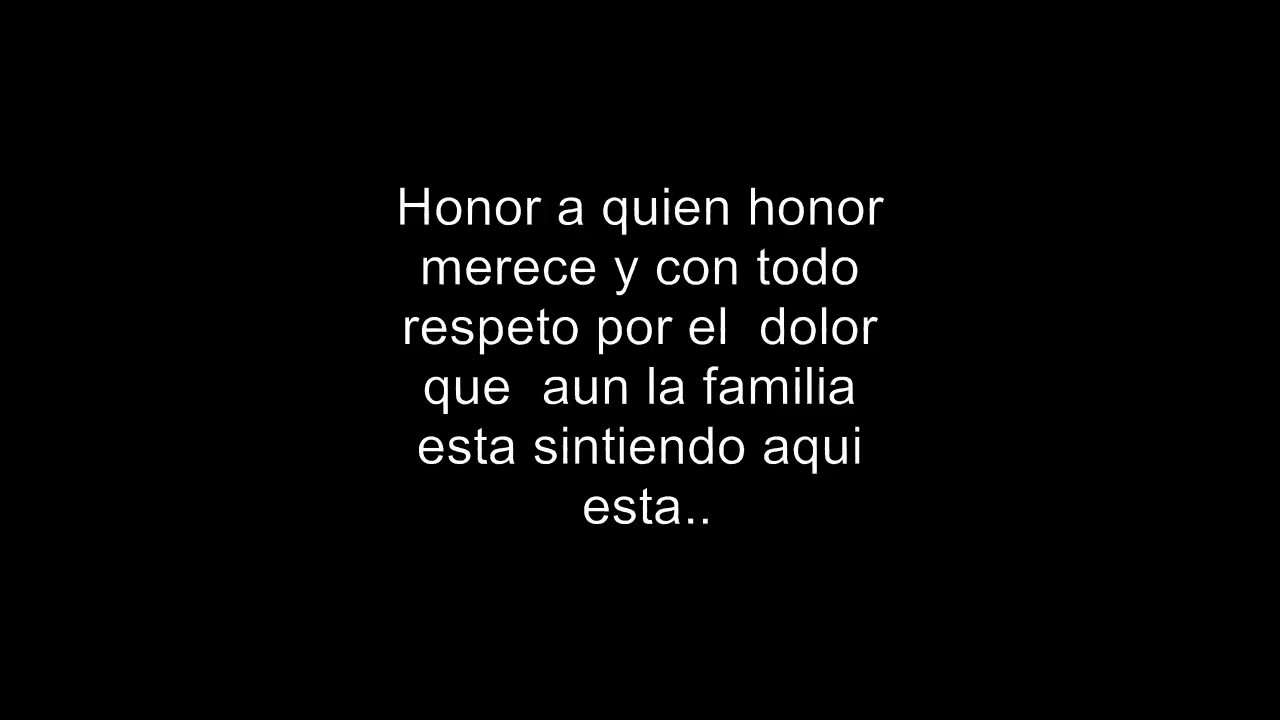 Honor a quien honor
merece y con todo
respeto por el  dolor
que  aun la familia
esta sintiendo aqui
esta..